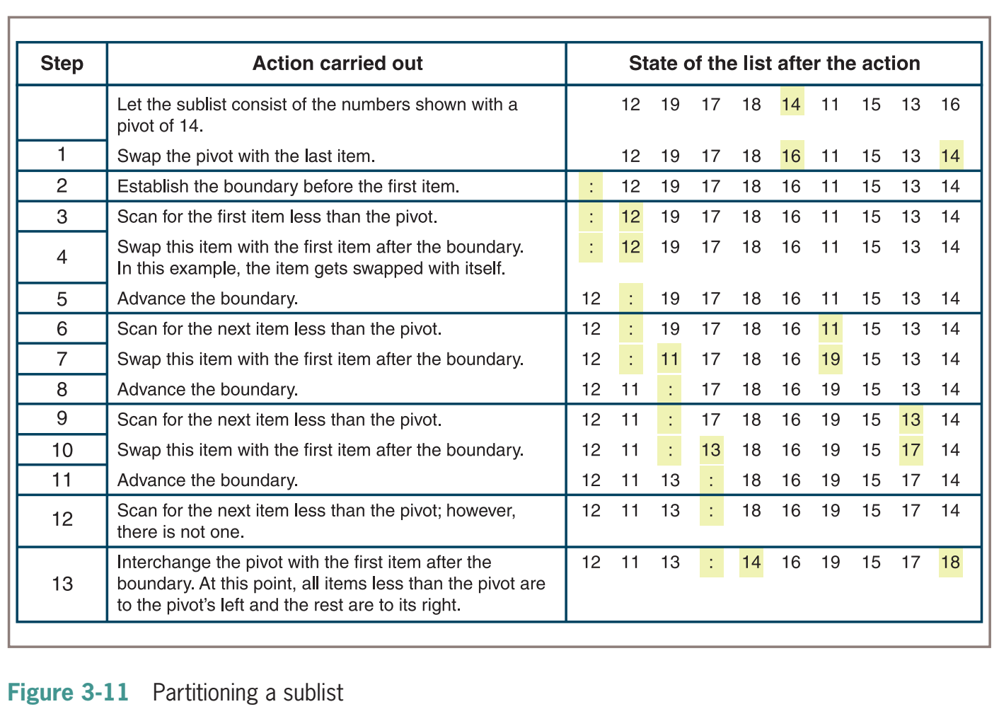 Step Action carried out State of the list after the action
Let the sublist consist of the numbers shown with a 12 19 17 18 14 11 15 13 16
pivot of 14.
1 Swap the pivot with the last item. 12 19 17 18 16 11 15 13 14
2 Establish the boundary before the first item. : 12 19 17 18 16 11 15 13 14
3 Scan for the first item less than the pivot. : 12 19 17 18 16 11 15 13 14
4 Swap this item with the first item after the boundary. : 12 19 17 18 16 11 15 13 14
In this example, the item gets swapped with itself.
5 Advance the boundary. 12 : 19 17 18 16 11 15 13 14
6 Scan for the next item less than the pivot. 12 : 19 17 18 16 11 15 13 14
7 Swap this item with the first item after the boundary. 12 : 11 17 18 16 19 15 13 14
8 Advance the boundary. 12 11 : 17 18 16 19 15 13 14
9 Scan for the next item less than the pivot. 12 11 : 17 18 16 19 15 13 14
10 Swap this item with the first item after the boundary. 12 11 : 13 18 16 19 15 17 14
11 Advance the boundary. 12 11 13 : 18 16 19 15 17 14
12 Scan for the next item less than the pivot; however, 12 11 13 : 18 16 19 15 17 14
there is not one.
13 Interchange the pivot with the first item after the 12 11 13 : 14 16 19 15 17 18
boundary. At this point, all items less than the pivot are
to the pivot's left and the rest are to its right.
Figure 3-11 Partitioning a sublist